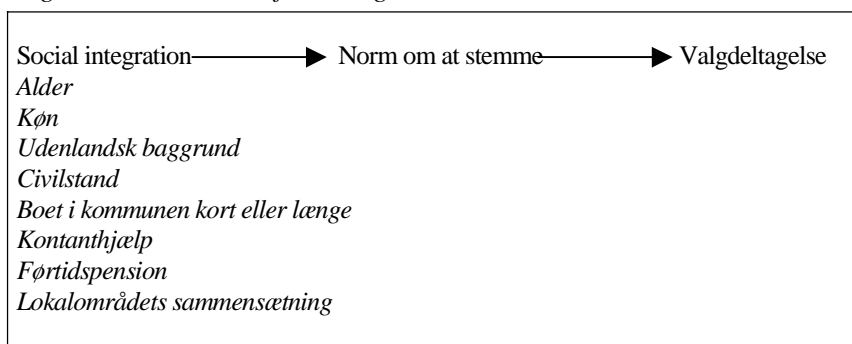 Social integration Norm om at stemme Valgdeltagelse
Alder
Køn
Udenlandsk baggrund
Civilstand
Boet i kommunen kort eller længe
Kontanthjælp
Førtidspension
Lokalområdets sammensætning